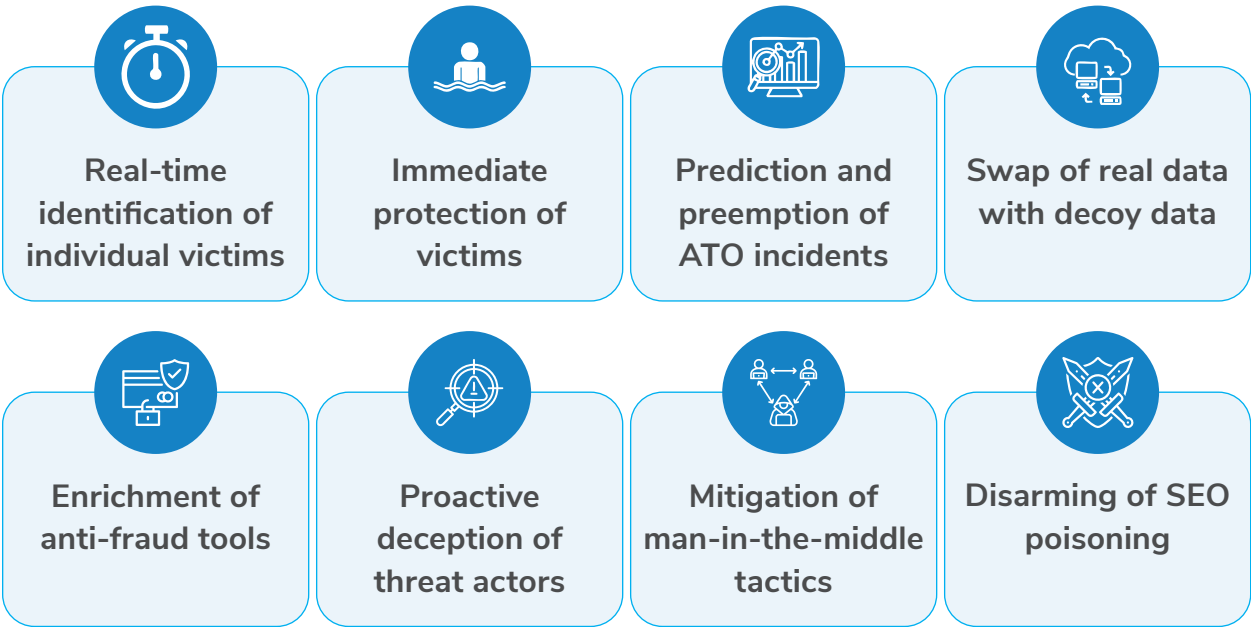 Real-time
identification of
individual victims
Immediate
protection of
victims
Prediction and
preemption of
ATO incidents
Swap of real data
with decoy data
Enrichment of
anti-fraud tools
Proactive
deception of
threat actors
Mitigation of
man-in-the-middle
tactics
Disarming of SEO
poisoning